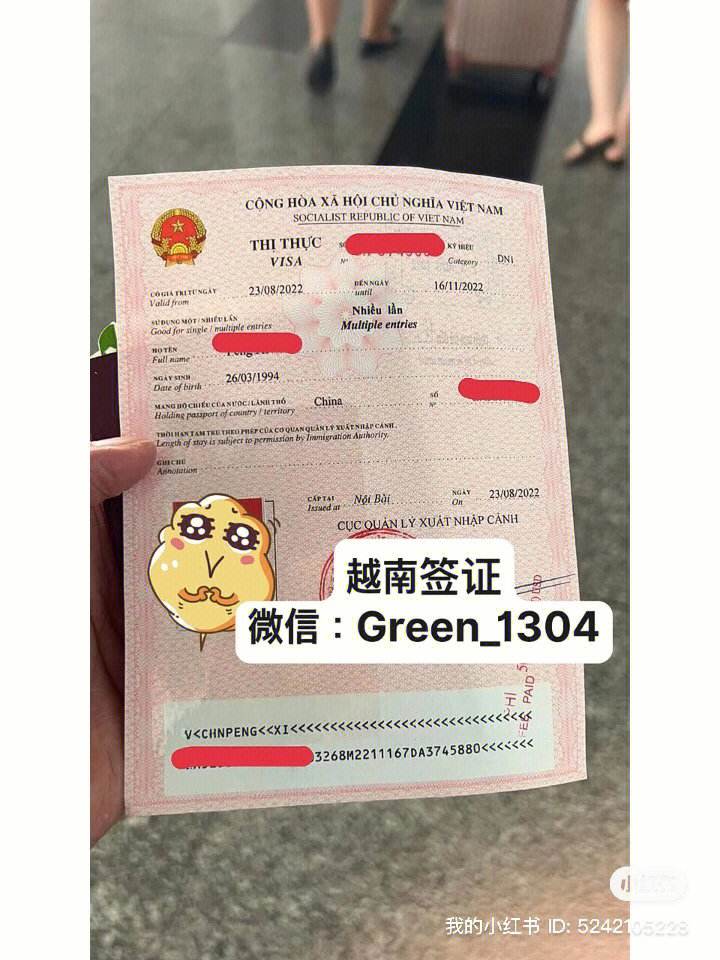 CỘNG HÒA XÃ HỘI CHỦ NGHĨA VIỆT NAM
SOCIALIST REPUBLIC OF VIET NAM
THỊ THỰC
KÝ HIỆU
VISA
Nº
Category
DN1
CÓ GIÁ TRỊ TỪ NGÀY
23/08/2022
ĐẾN NGÀY
16/11/2022
Valid from
until
SỬ DỤNG MỘT / NHIỀU LẦN
Nhiều lần
Good for single / multiple entries
Multiple entries
HỌ TÊN
Full name
NGÀY SINH
26/03/1994
Date of birth
MANG HỘ CHIẾU CỦA NƯỚC / LÃNH THỔ
China
SỐ
Holding passport of country / territory
Nº
THỜI HẠN TẠM TRÚ THEO PHÉP CỦA CƠ QUAN QUẢN LÝ XUẤT NHẬP CẢNH.
Length of stay is subject to permission by Immigration Authority.
GHI CHÚ
Annotation
CẤP TẠI
Nội Bài
NGÀY
23/08/2022
Issued at
On
CỤC QUẢN LÝ XUẤT NHẬP CẢNH
越南签证
微信：Green_1304
FEE PAID
V<CHNPENG<<XI<<<<<<<<<<<<<<<<<<<<<<<<<<<<<<<
3268M2211167DA3745880<<<<<<<
小红书
我的小红书 ID: 5242105223